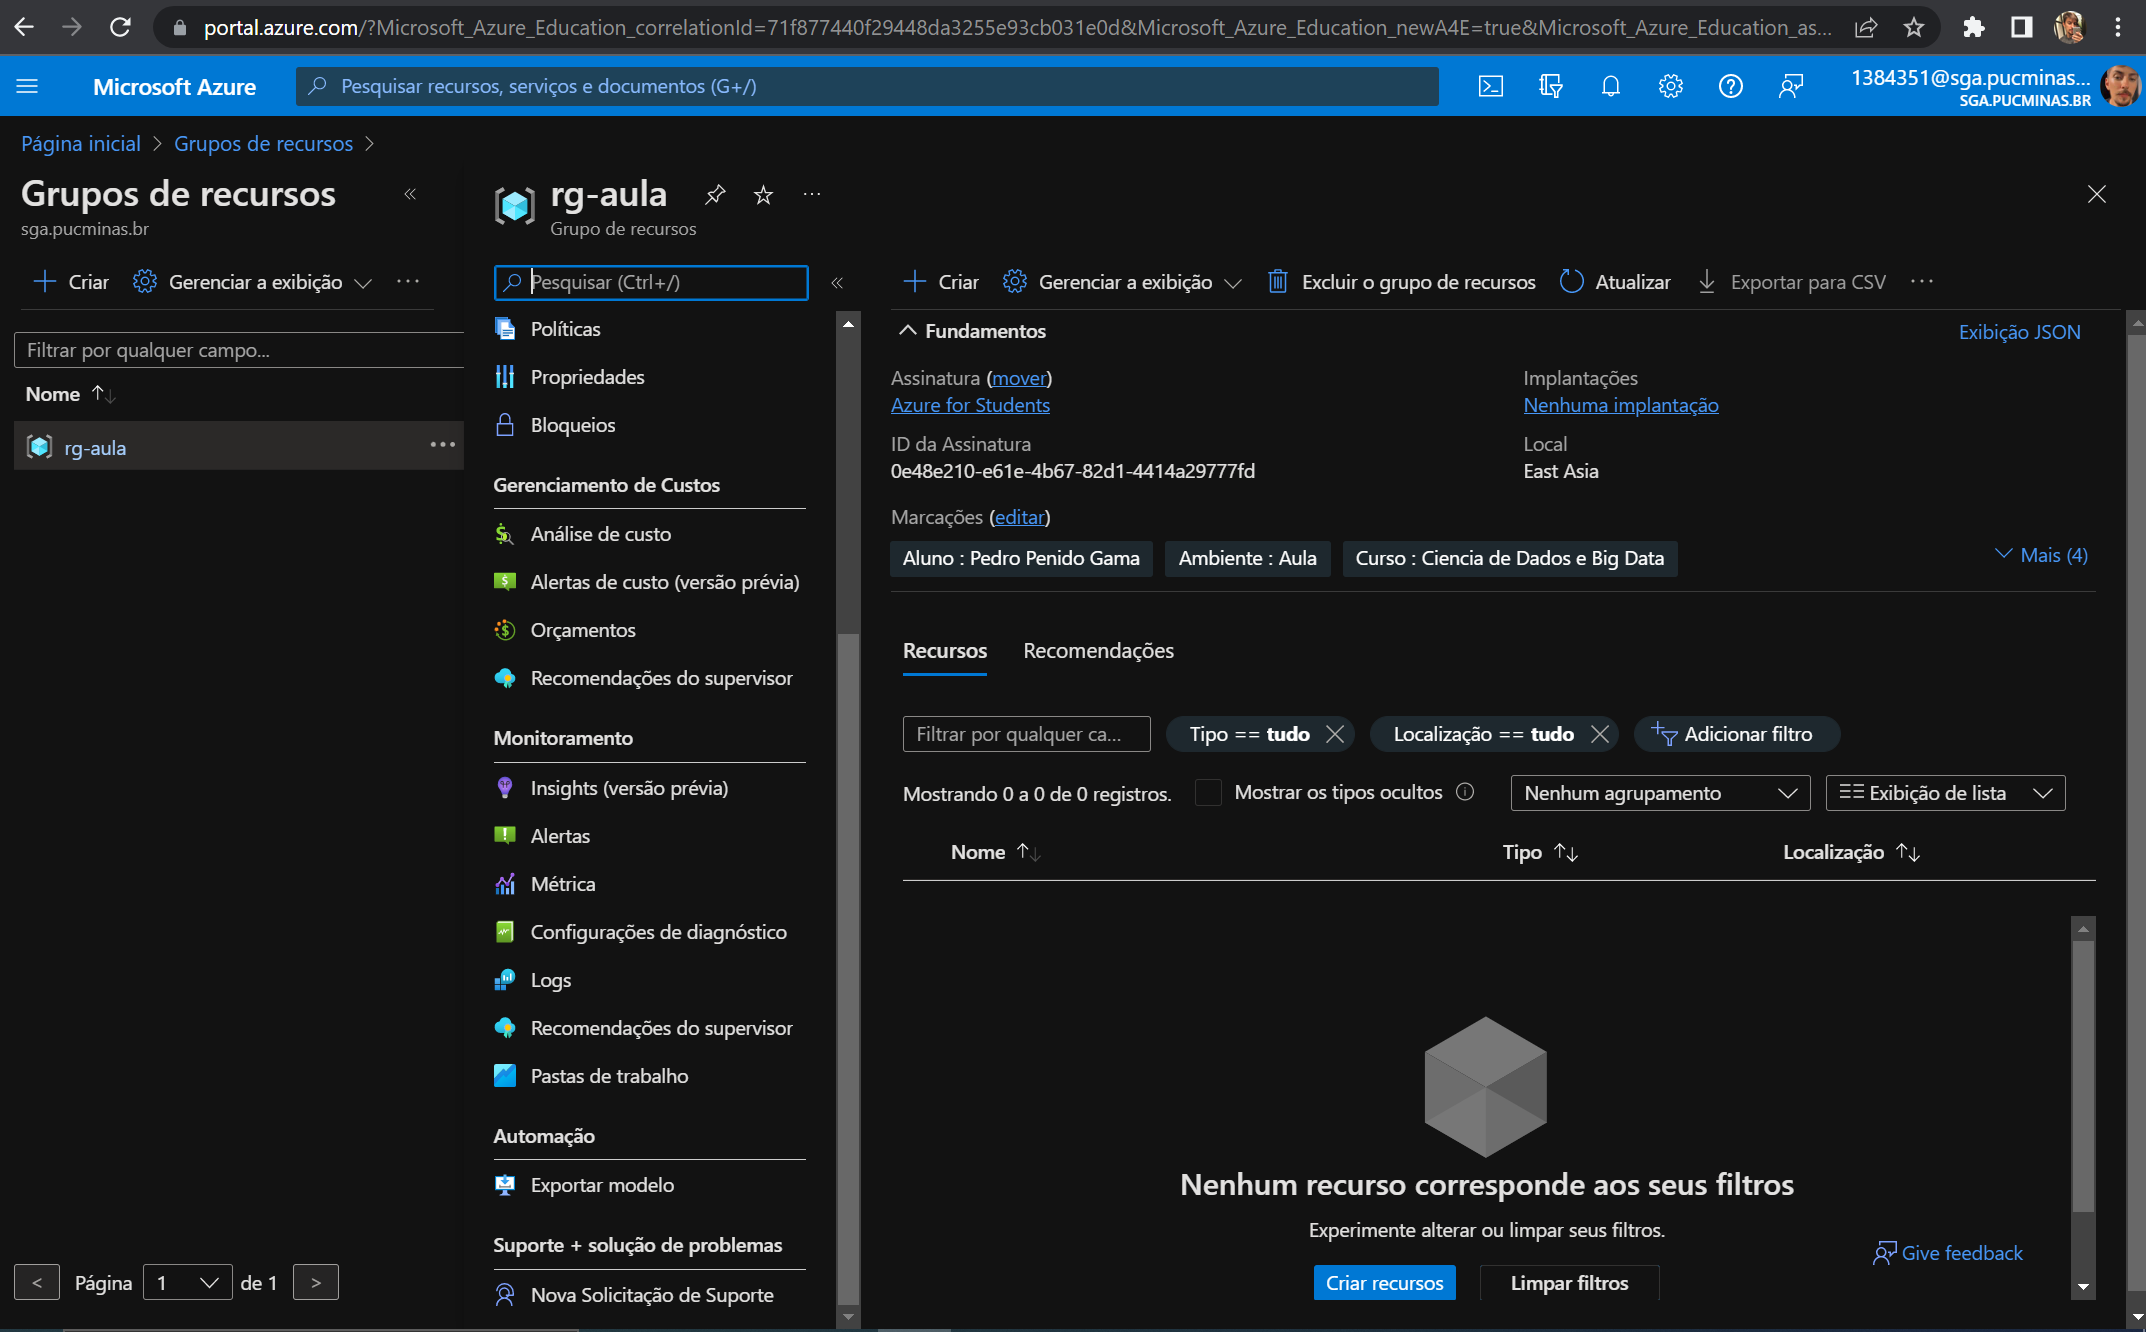 portal.azure.com/?Microsoft_Azure_Education_correlationId=71f877440f29448da3255e93cb031e0d&Microsoft_Azure_Education_newA4E=true&Microsoft_Azure_Education_as...
Microsoft Azure
Pesquisar recursos, serviços e documentos (G+/)
1384351@sga.pucminas...
SGA.PUCMINAS.BR
Página inicial > Grupos de recursos >
Grupos de recursos
sga.pucminas.br
Criar
Gerenciar a exibição
Filtrar por qualquer campo...
Nome
rg-aula
< Página 1 de 1 >
rg-aula
Grupo de recursos
Pesquisar (Ctrl+/)
Políticas
Propriedades
Bloqueios
Gerenciamento de Custos
Análise de custo
Alertas de custo (versão prévia)
Orçamentos
Recomendações do supervisor
Monitoramento
Insights (versão prévia)
Alertas
Métrica
Configurações de diagnóstico
Logs
Recomendações do supervisor
Pastas de trabalho
Automação
Exportar modelo
Suporte + solução de problemas
Nova Solicitação de Suporte
Criar
Gerenciar a exibição
Excluir o grupo de recursos
Atualizar
Exportar para CSV
Fundamentos
Exibição JSON
Assinatura (mover)
Azure for Students
Implantações
Nenhuma implantação
ID da Assinatura
0e48e210-e61e-4b67-82d1-4414a29777fd
Local
East Asia
Marcações (editar)
Aluno : Pedro Penido Gama
Ambiente : Aula
Curso : Ciencia de Dados e Big Data
Mais (4)
Recursos
Recomendações
Filtrar por qualquer ca...
Tipo == tudo
Localização == tudo
Adicionar filtro
Mostrando 0 a 0 de 0 registros.
Mostrar os tipos ocultos
Nenhum agrupamento
Exibição de lista
Nome
Tipo
Localização
Nenhum recurso corresponde aos seus filtros
Experimente alterar ou limpar seus filtros.
Criar recursos
Limpar filtros
Give feedback